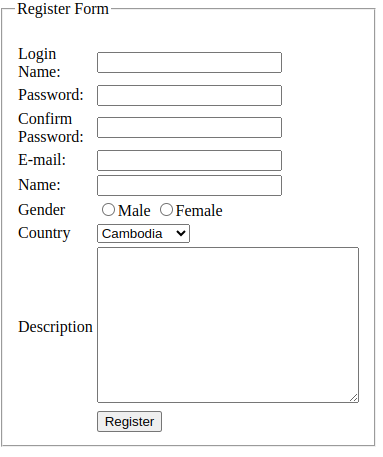 Register Form
Login
Name:
Password:
Confirm
Password:
E-mail:
Name:
Gender Male Female
Country Cambodia
Description
Register